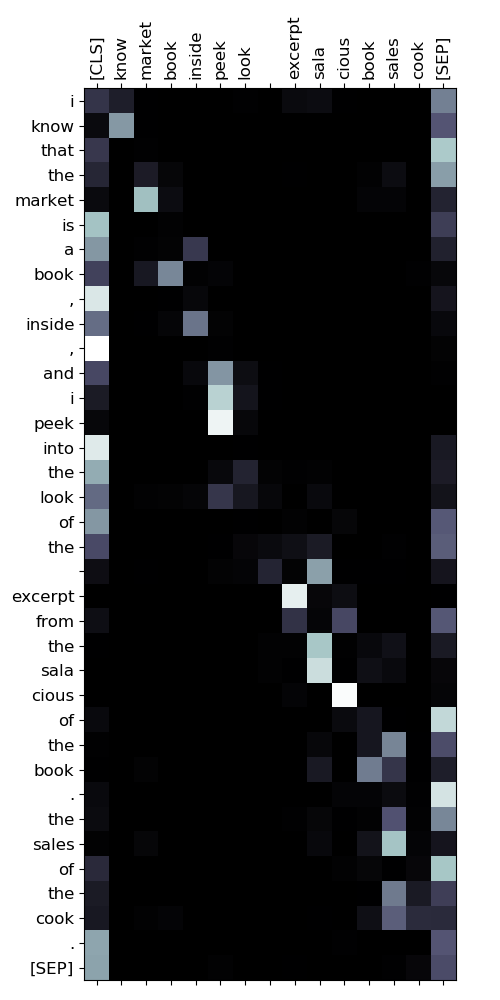 [CLS] know market book inside peek look excerpt sala cious book sales cook [SEP]
i
know
that
the
market
is
a
book
,
inside
,
and
i
peek
into
the
look
of
the
excerpt
from
the
sala
cious
of
the
book
.
the
sales
of
the
cook
.
[SEP]